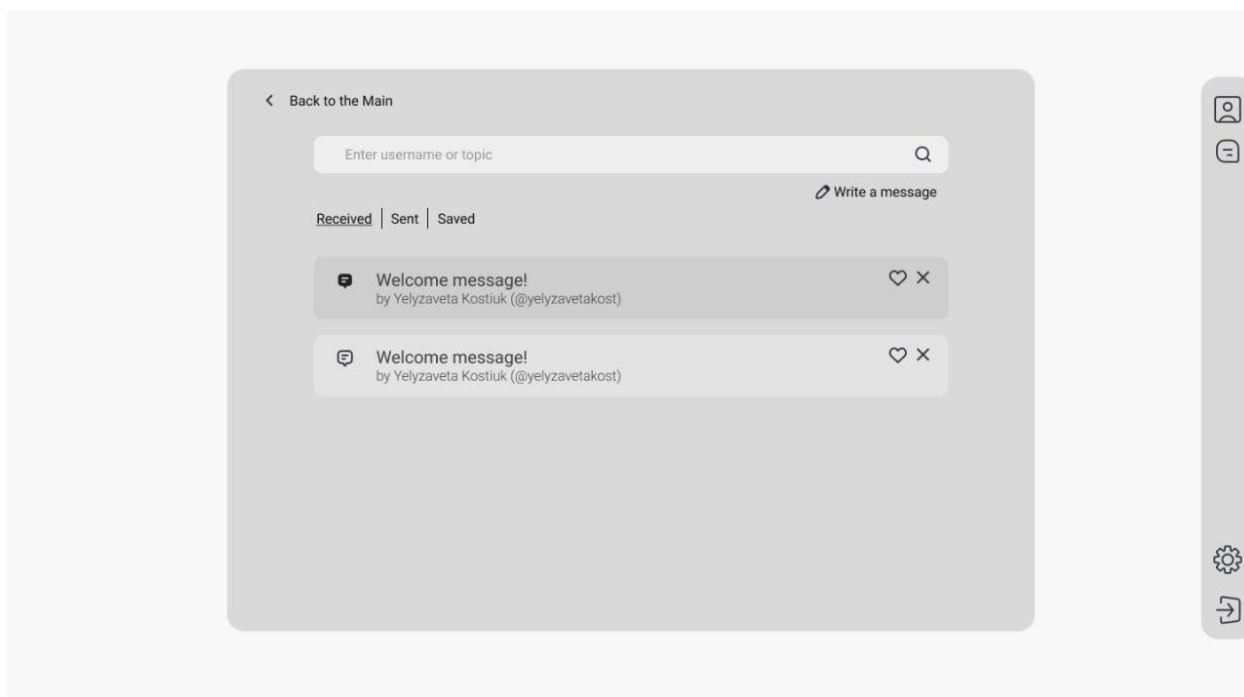 Back to the Main
Enter username or topic
Write a message
Received | Sent | Saved
Welcome message!
by Yelyzaveta Kostiuk (@yelyzavetakost)
Welcome message!
by Yelyzaveta Kostiuk (@yelyzavetakost)